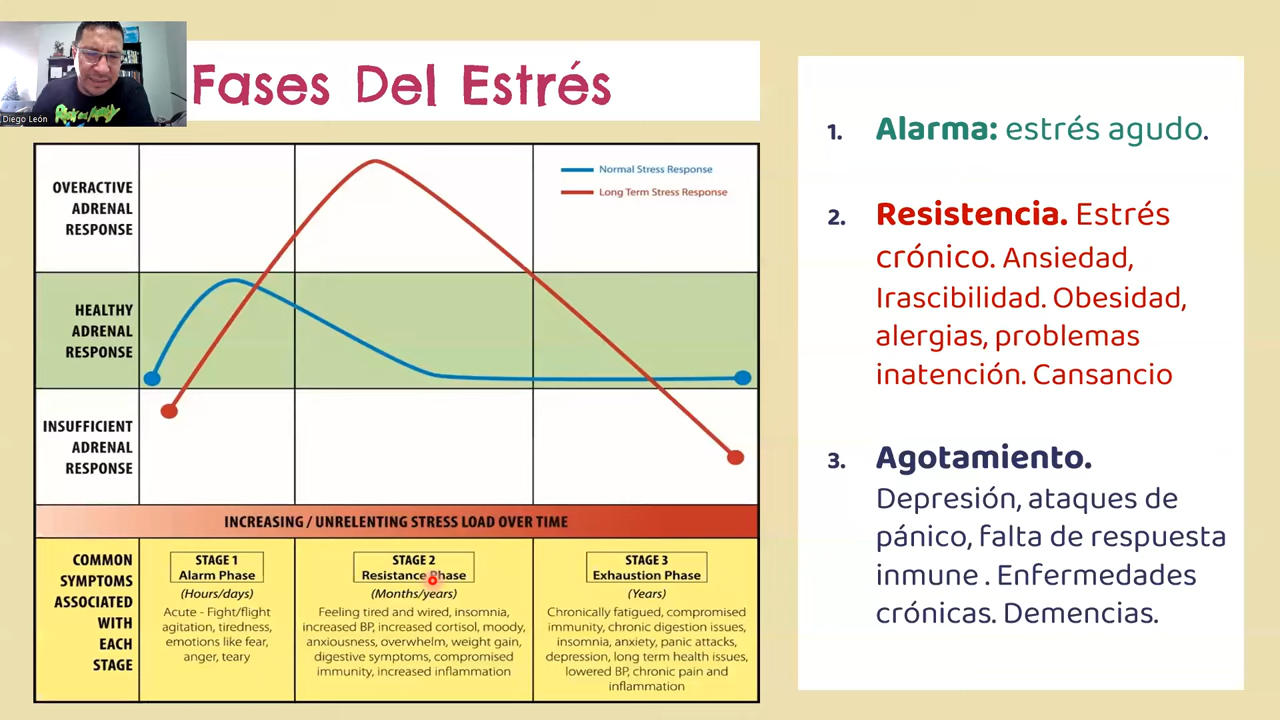 Diego León
Rick and Morty
Fases Del Estrés
OVERACTIVE
ADRENAL
RESPONSE
Normal Stress Response
Long Term Stress Response
HEALTHY
ADRENAL
RESPONSE
INSUFFICIENT
ADRENAL
RESPONSE
INCREASING / UNRELENTING STRESS LOAD OVER TIME
COMMON
SYMPTOMS
ASSOCIATED
WITH
EACH
STAGE
STAGE 1
Alarm Phase
(Hours/days)
Acute - Fight/flight
agitation, tiredness,
emotions like fear,
anger, teary
STAGE 2
Resistance Phase
(Months/years)
Feeling tired and wired, insomnia,
increased BP, increased cortisol, moody,
anxiousness, overwhelm, weight gain,
digestive symptoms, compromised
immunity, increased inflammation
STAGE 3
Exhaustion Phase
(Years)
Chronically fatigued, compromised
immunity, chronic digestion issues,
insomnia, anxiety, panic attacks,
depression, long term health issues,
lowered BP, chronic pain and
inflammation
1. Alarma: estrés agudo.
2. Resistencia. Estrés
crónico. Ansiedad,
Irascibilidad. Obesidad,
alergias, problemas
inatención. Cansancio
3. Agotamiento.
Depresión, ataques de
pánico, falta de respuesta
inmune . Enfermedades
crónicas. Demencias.